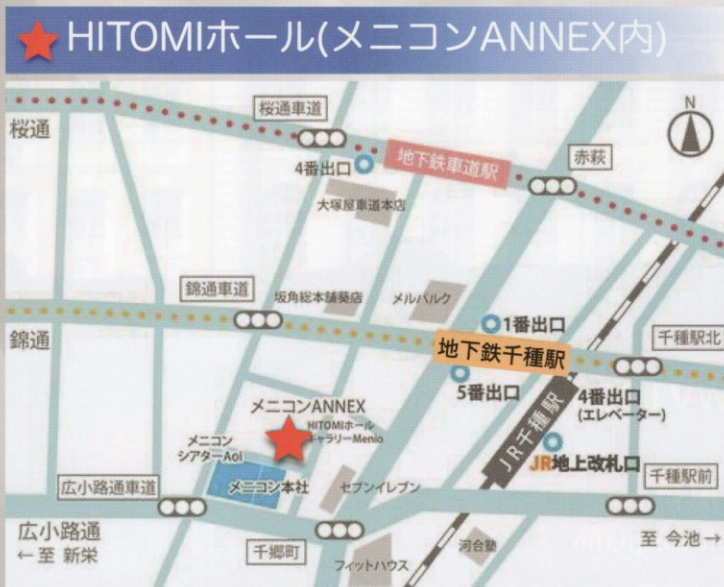 HITOMIホール(メニコンANNEX内)
桜通車道
N
桜通
4番出口
地下鉄車道駅
赤萩
大塚屋車道本店
錦通車道
坂角総本舗葵店
メルパルク
錦通
1番出口
地下鉄千種駅
千種駅北
5番出口
4番出口
(エレベーター)
JR千種駅
メニコンANNEX
HITOMIホール
ギャラリーMenio
メニコン
シアターAoi
JR地上改札口
広小路通車道
メニコン本社
セブンイレブン
千種駅前
広小路通
←至 新栄
千郷町
フィットハウス
河合塾
至 今池→